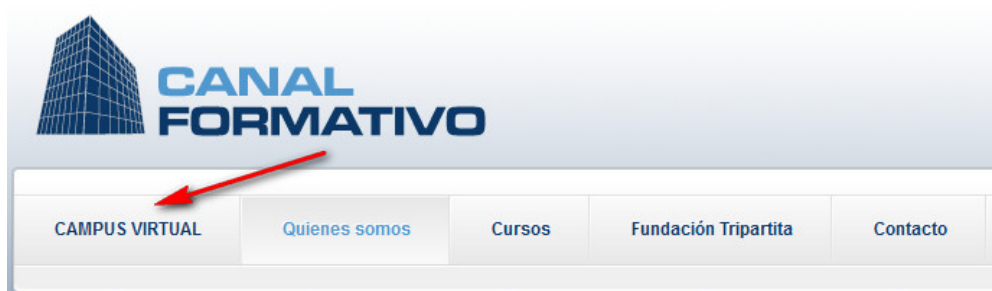 CANAL
FORMATIVO
CAMPUS VIRTUAL Quienes somos Cursos Fundación Tripartita Contacto